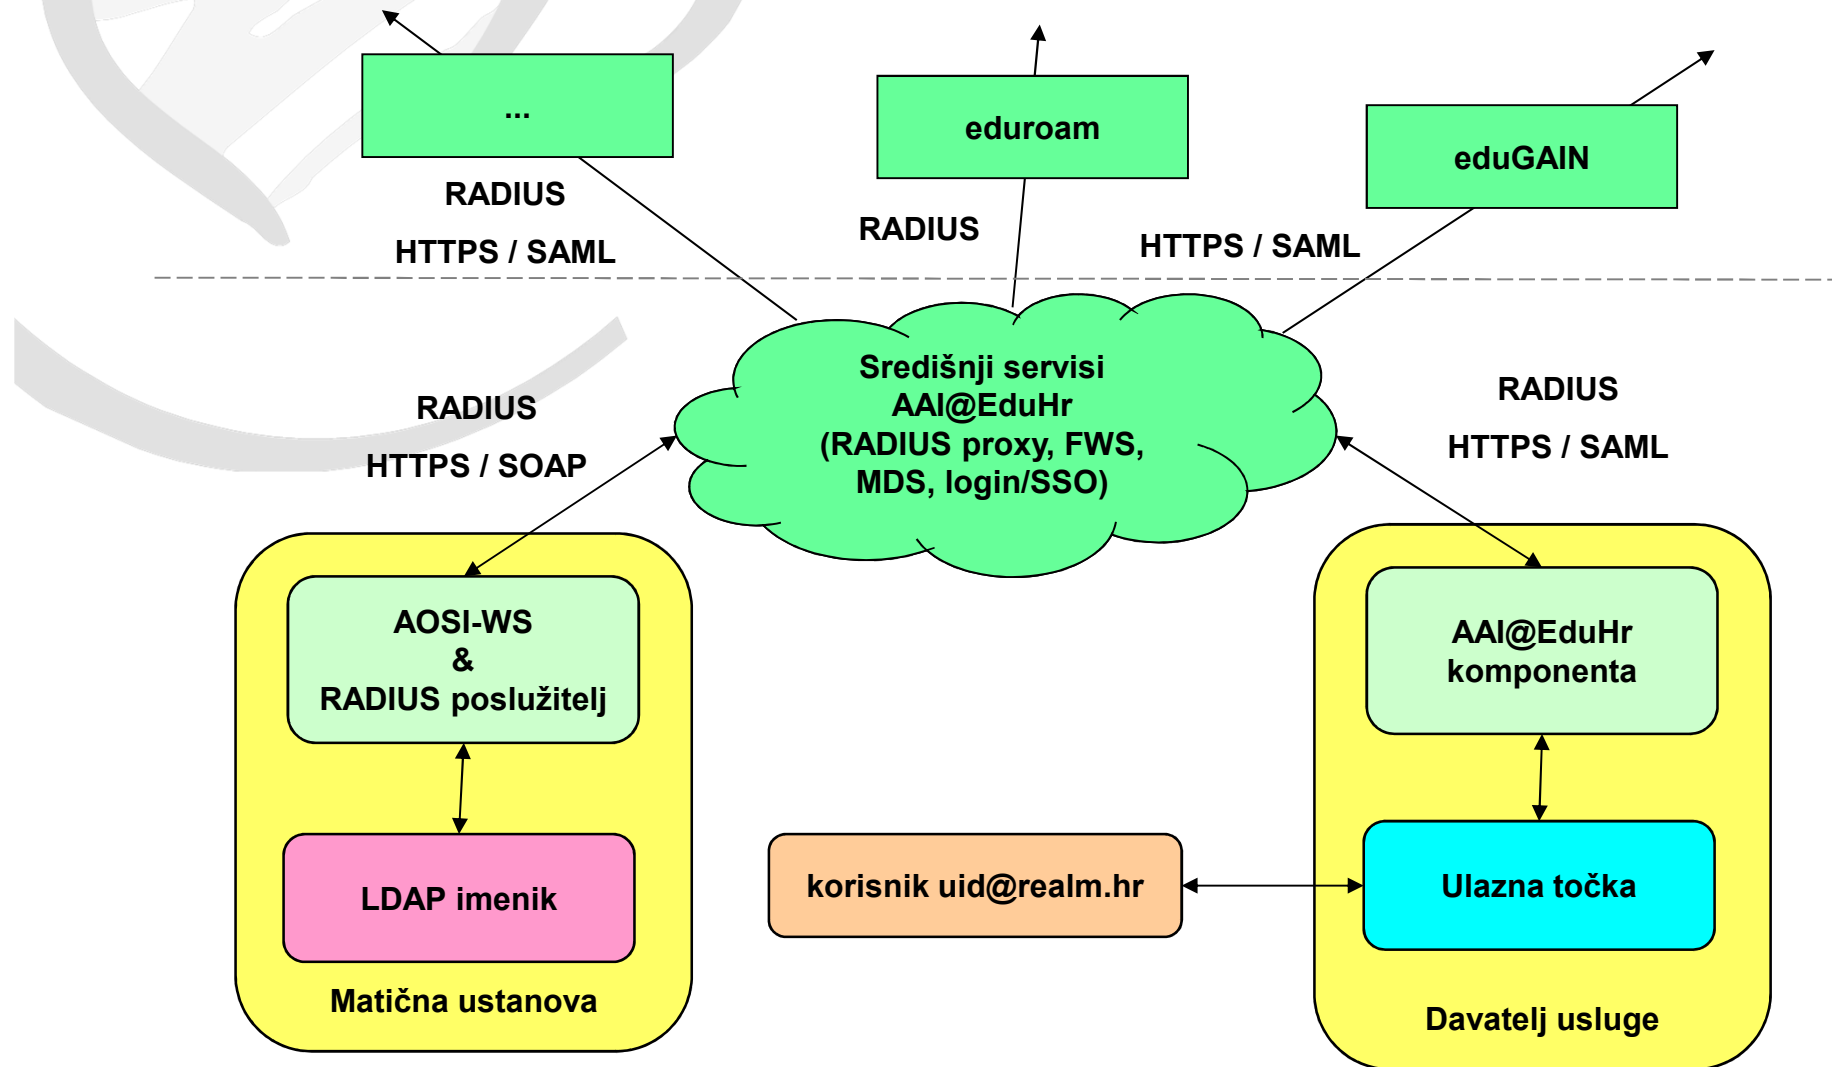 ...
eduroam
eduGAIN
RADIUS
HTTPS / SAML
RADIUS
HTTPS / SAML
Središnji servisi
AAI@EduHr
(RADIUS proxy, FWS,
MDS, login/SSO)
RADIUS
HTTPS / SOAP
RADIUS
HTTPS / SAML
AOSI-WS
&
RADIUS poslužitelj
LDAP imenik
Matična ustanova
korisnik uid@realm.hr
AAI@EduHr
komponenta
Ulazna točka
Davatelj usluge